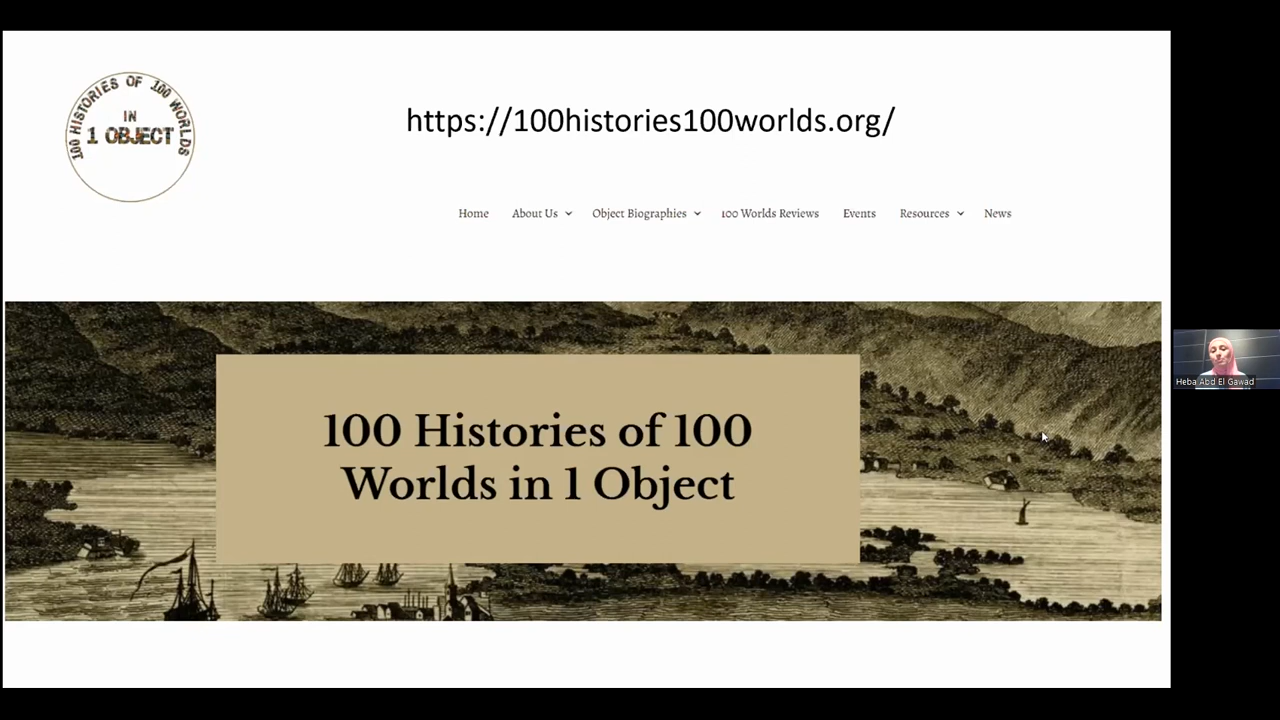 100 HISTORIES OF 100 WORLDS
IN
1 OBJECT
https://100histories100worlds.org/
Home About Us Object Biographies 100 Worlds Reviews Events Resources News
100 Histories of 100
Worlds in 1 Object
Heba Abd El Gawad